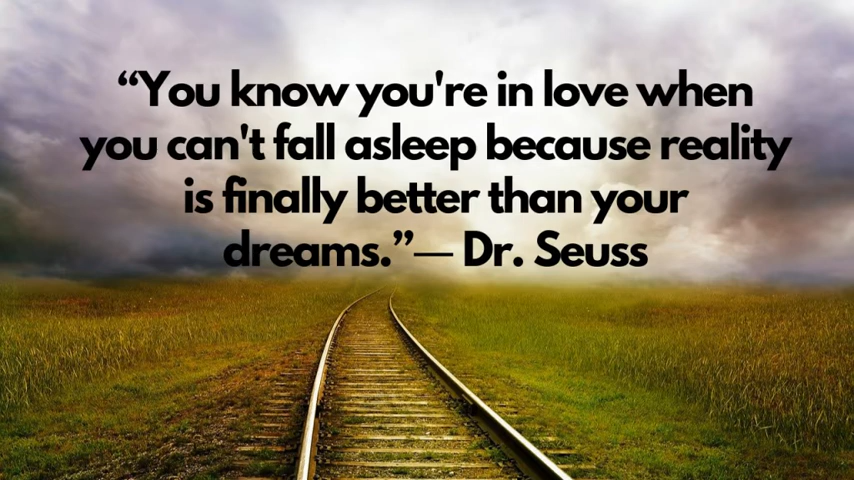 “You know you're in love when
you can't fall asleep because reality
is finally better than your
dreams.”— Dr. Seuss